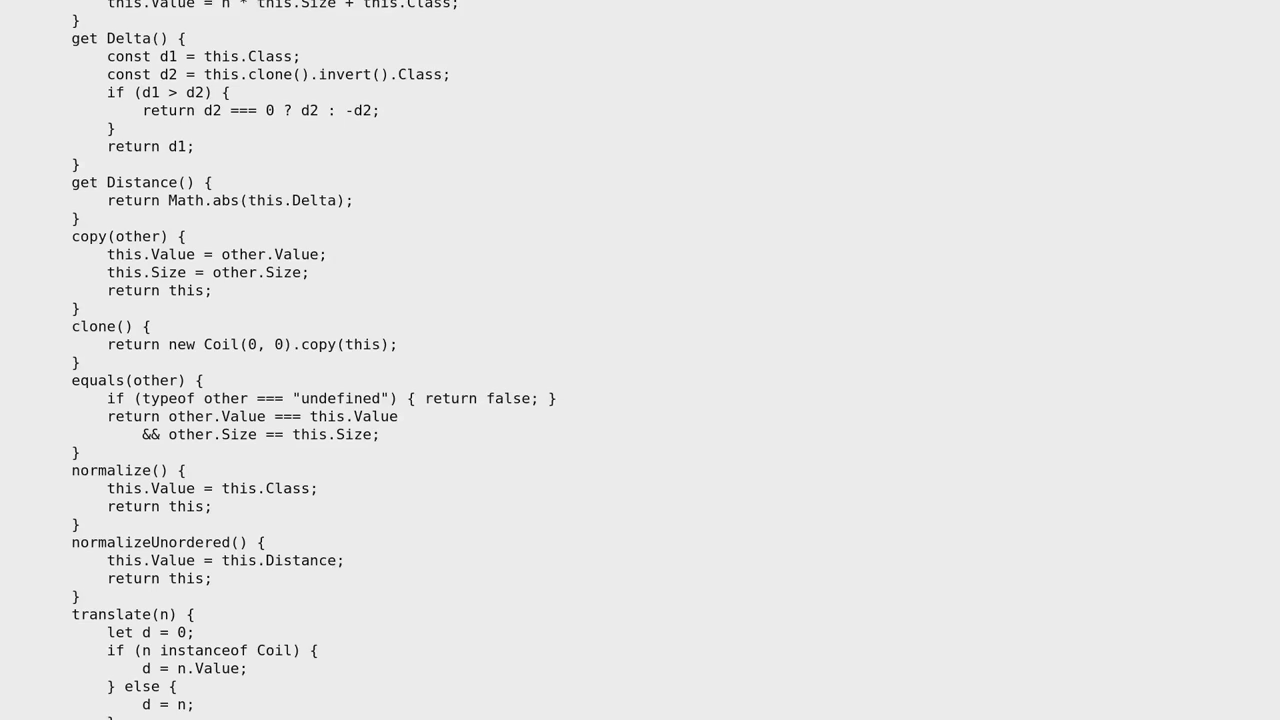 this.Value = n * this.Size + this.Class;
}
get Delta() {
const d1 = this.Class;
const d2 = this.clone().invert().Class;
if (d1 > d2) {
return d2 === 0 ? d2 : -d2;
}
return d1;
}
get Distance() {
return Math.abs(this.Delta);
}
copy(other) {
this.Value = other.Value;
this.Size = other.Size;
return this;
}
clone() {
return new Coil(0, 0).copy(this);
}
equals(other) {
if (typeof other === "undefined") { return false; }
return other.Value === this.Value
&& other.Size == this.Size;
}
normalize() {
this.Value = this.Class;
return this;
}
normalizeUnordered() {
this.Value = this.Distance;
return this;
}
translate(n) {
let d = 0;
if (n instanceof Coil) {
d = n.Value;
} else {
d = n;
}